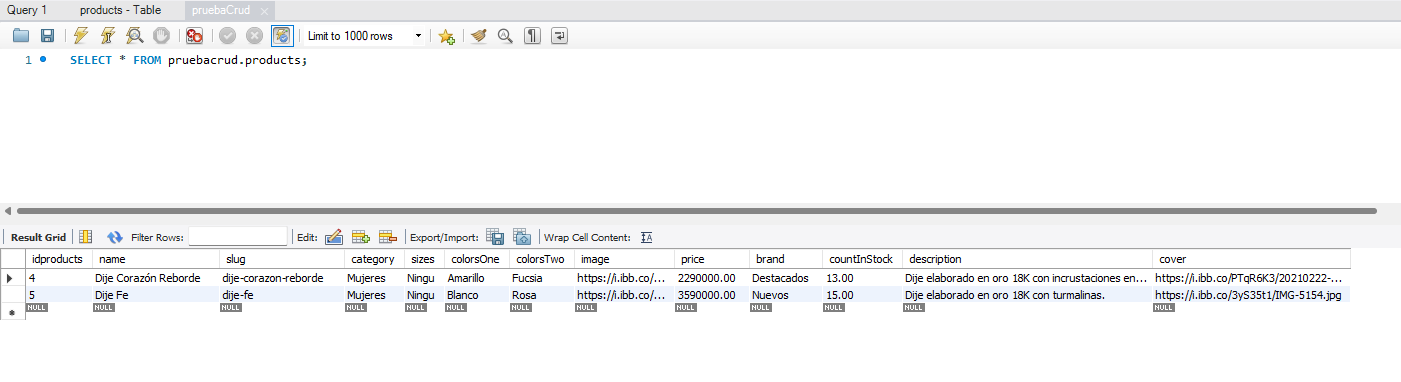 Query 1 products - Table pruebaCrud
Limit to 1000 rows
1 SELECT * FROM pruebacrud.products;
Result Grid Filter Rows: Edit: Export/Import: Wrap Cell Content:
idproducts name slug category sizes colorsOne colorsTwo image price brand countInStock description cover
4 Dije Corazón Reborde dije-corazon-reborde Mujeres Ningu Amarillo Fucsia https://i.ibb.co/... 2290000.00 Destacados 13.00 Dije elaborado en oro 18K con incrustaciones en... https://i.ibb.co/PTqR6K3/20210222-...
5 Dije Fe dije-fe Mujeres Ningu Blanco Rosa https://i.ibb.co/... 3590000.00 Nuevos 15.00 Dije elaborado en oro 18K con turmalinas. https://i.ibb.co/3yS35t1/IMG-5154.jpg
NULL NULL NULL NULL NULL NULL NULL NULL NULL NULL NULL NULL NULL